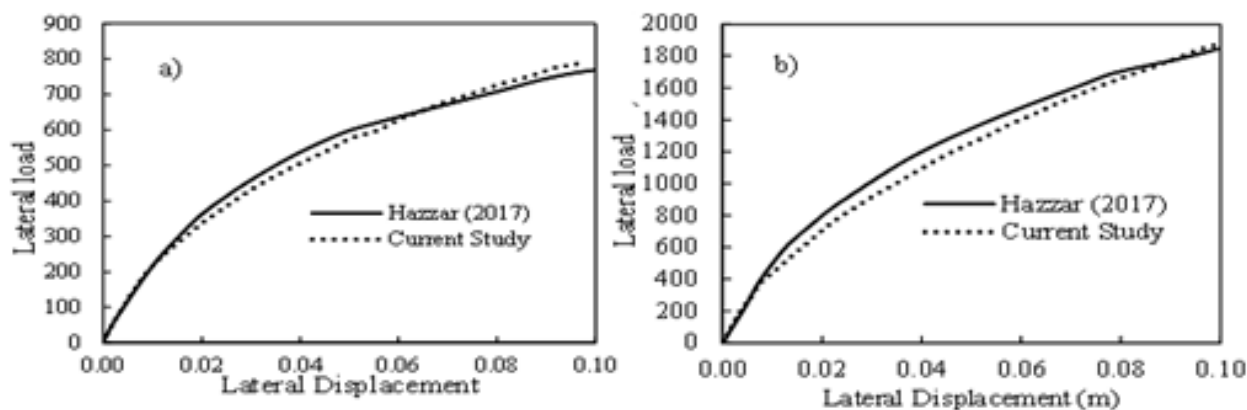 900
800
700
600
500
400
300
200
100
0
Lateral load
a)
Hazzar (2017)
Current Study
0.00 0.02 0.04 0.06 0.08 0.10
Lateral Displacement
2000
1800
1600
1400
1200
1000
800
600
400
200
0
Lateral load
b)
Hazzar (2017)
Current Study
0.00 0.02 0.04 0.06 0.08 0.10
Lateral Displacement (m)